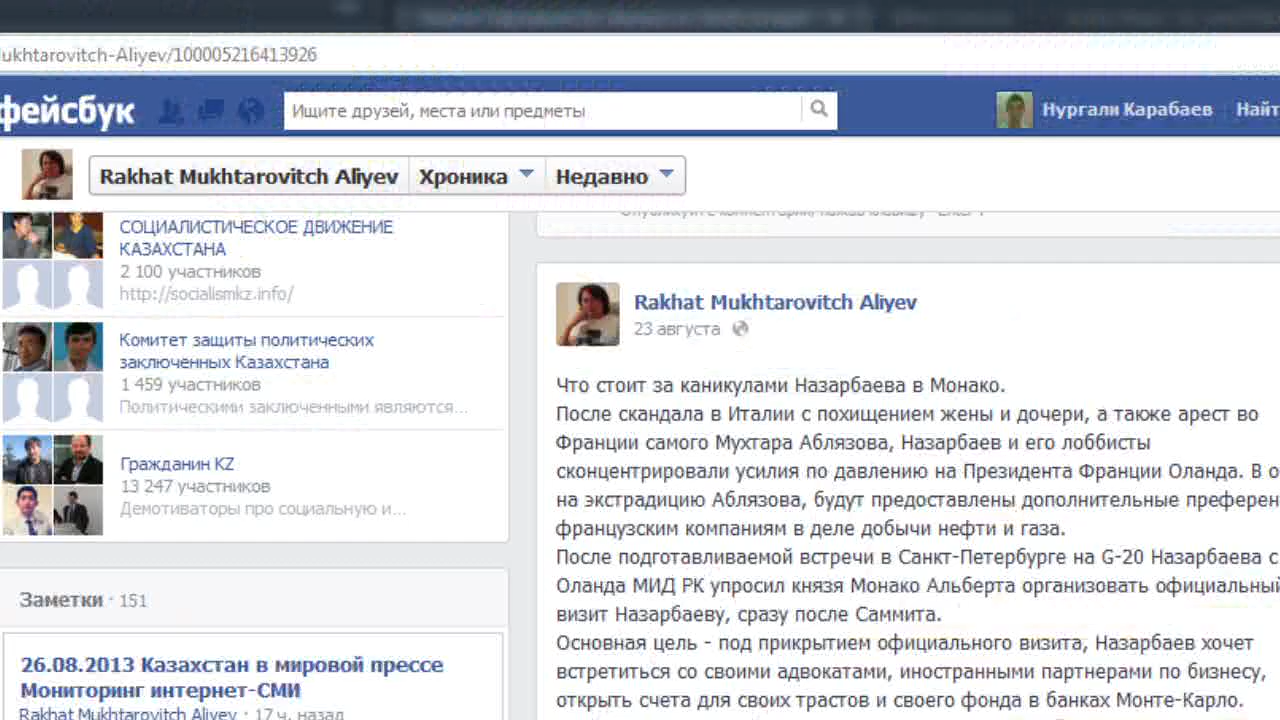 ukhtarovitch-Aliyev/100005216413926
фейсбук
Ищите друзей, места или предметы
Нургали Карабаев
Найт
Rakhat Mukhtarovitch Aliyev
Хроника
Недавно
СОЦИАЛИСТИЧЕСКОЕ ДВИЖЕНИЕ
КАЗАХСТАНА
2 100 участников
http://socialismkz.info/
Комитет защиты политических
заключенных Казахстана
1 459 участников
Политическими заключенными являются...
Гражданин KZ
13 247 участников
Демотиваторы про социальную и...
Заметки · 151
26.08.2013 Казахстан в мировой прессе
Мониторинг интернет-СМИ
Rakhat Mukhtarovitch Aliyev · 17 ч. назад
Rakhat Mukhtarovitch Aliyev
23 августа
Что стоит за каникулами Назарбаева в Монако.
После скандала в Италии с похищением жены и дочери, а также арест во
Франции самого Мухтара Аблязова, Назарбаев и его лоббисты
сконцентрировали усилия по давлению на Президента Франции Оланда. В о
на экстрадицию Аблязова, будут предоставлены дополнительные преферен
французским компаниям в деле добычи нефти и газа.
После подготавливаемой встречи в Санкт-Петербурге на G-20 Назарбаева с
Оланда МИД РК упросил князя Монако Альберта организовать официальный
визит Назарбаеву, сразу после Саммита.
Основная цель - под прикрытием официального визита, Назарбаев хочет
встретиться со своими адвокатами, иностранными партнерами по бизнесу,
открыть счета для своих трастов и своего фонда в банках Монте-Карло.